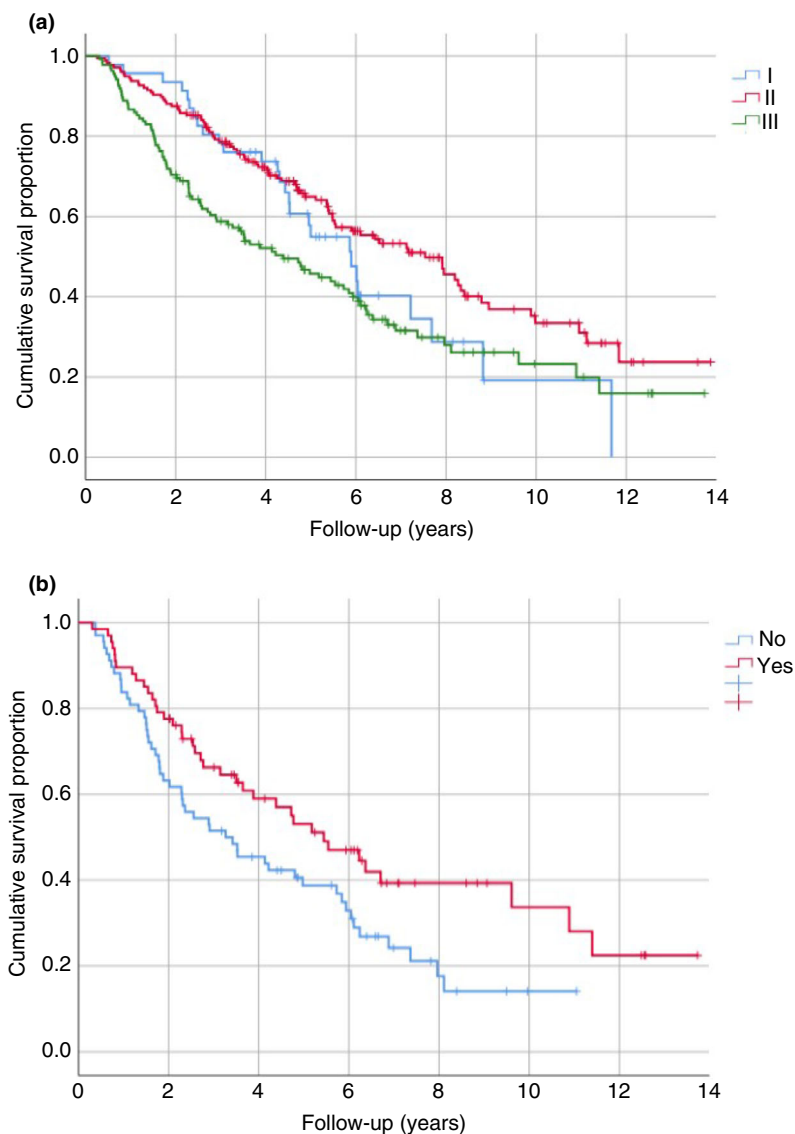 (a)
1.0
0.8
0.6
0.4
0.2
0.0
Cumulative survival proportion
0 2 4 6 8 10 12 14
Follow-up (years)
I
II
III
(b)
1.0
0.8
0.6
0.4
0.2
0.0
Cumulative survival proportion
0 2 4 6 8 10 12 14
Follow-up (years)
No
Yes